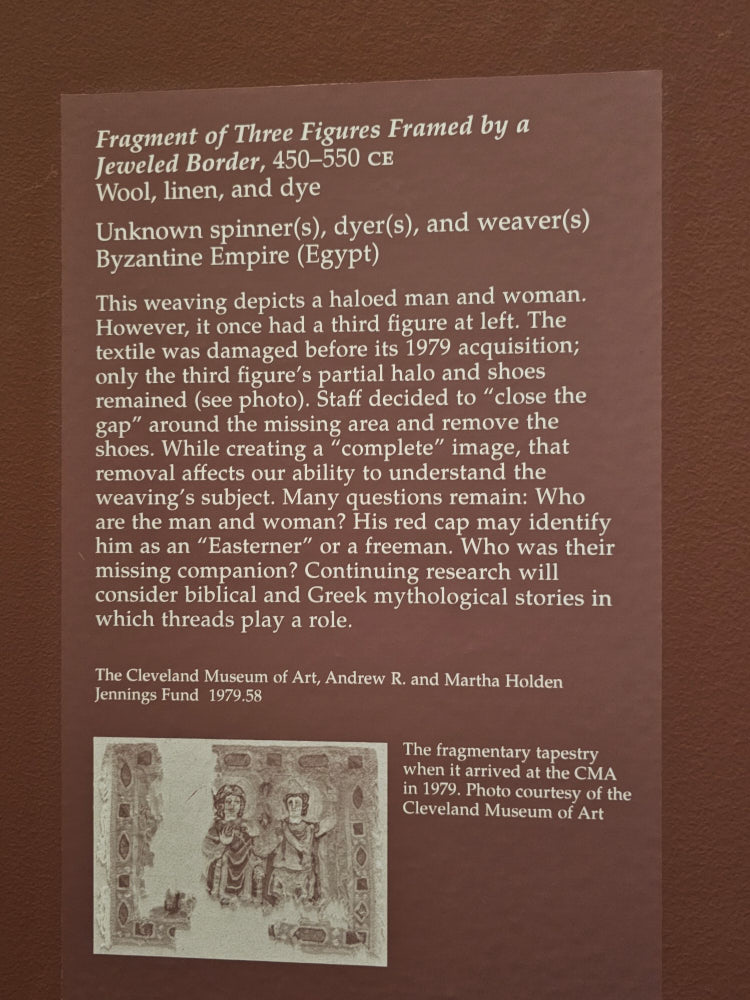 Fragment of Three Figures Framed by a
Jeweled Border, 450–550 CE
Wool, linen, and dye
Unknown spinner(s), dyer(s), and weaver(s)
Byzantine Empire (Egypt)
This weaving depicts a haloed man and woman.
However, it once had a third figure at left. The
textile was damaged before its 1979 acquisition;
only the third figure's partial halo and shoes
remained (see photo). Staff decided to “close the
gap” around the missing area and remove the
shoes. While creating a “complete” image, that
removal affects our ability to understand the
weaving's subject. Many questions remain: Who
are the man and woman? His red cap may identify
him as an “Easterner” or a freeman. Who was their
missing companion? Continuing research will
consider biblical and Greek mythological stories in
which threads play a role.
The Cleveland Museum of Art, Andrew R. and Martha Holden
Jennings Fund 1979.58
The fragmentary tapestry
when it arrived at the CMA
in 1979. Photo courtesy of the
Cleveland Museum of Art